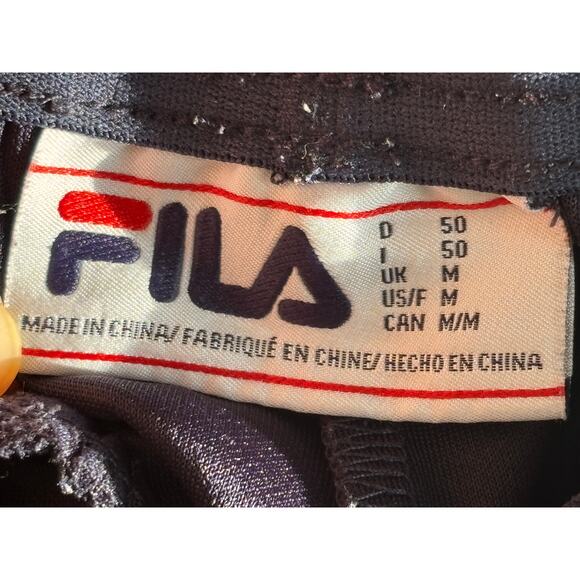 FILA
D 50
I 50
UK M
US/F M
CAN M/M
MADE IN CHINA/ FABRIQUÉ EN CHINE/ HECHO EN CHINA